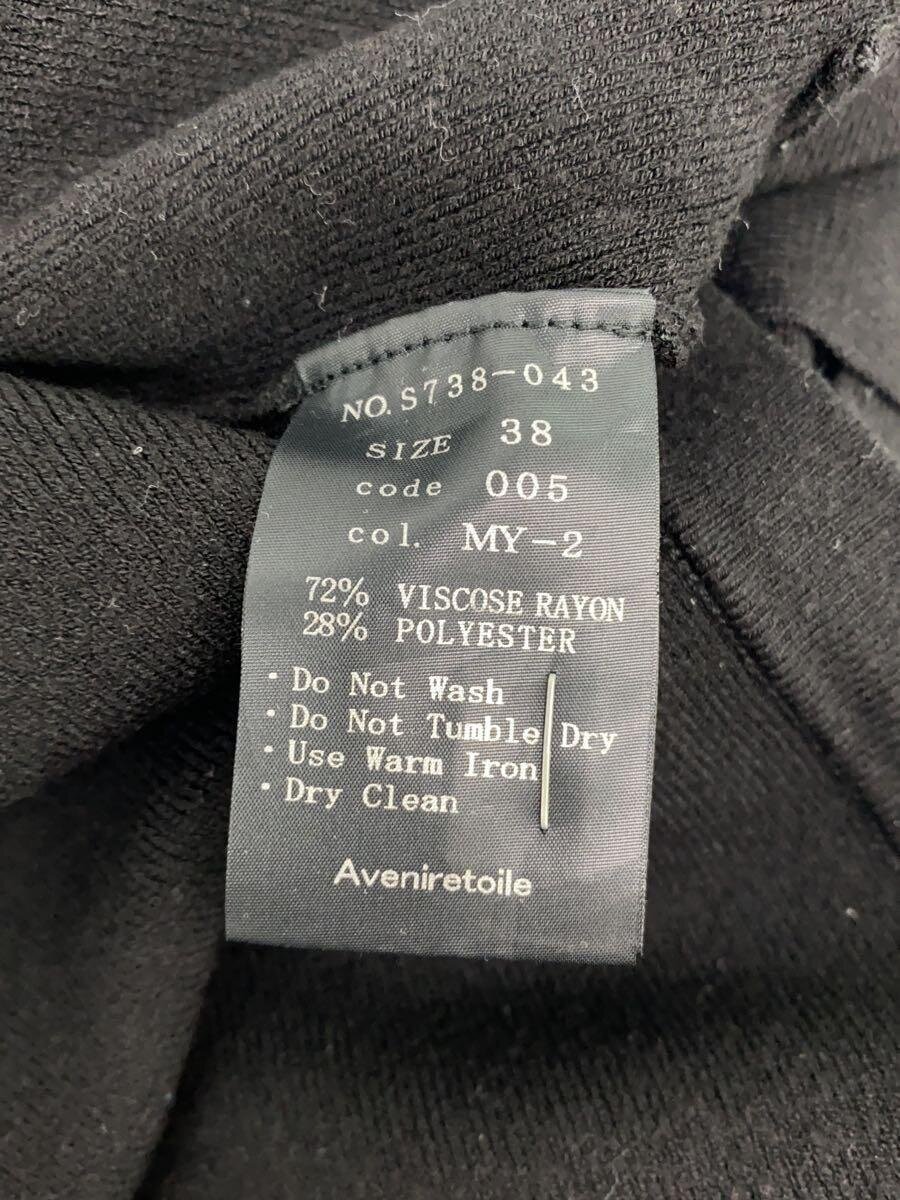 NO. S738-043
SIZE 38
code 005
col. MY-2
72% VISCOSE RAYON
28% POLYESTER
・Do Not Wash
・Do Not Tumble Dry
・Use Warm Iron
・Dry Clean
Aveniretoile